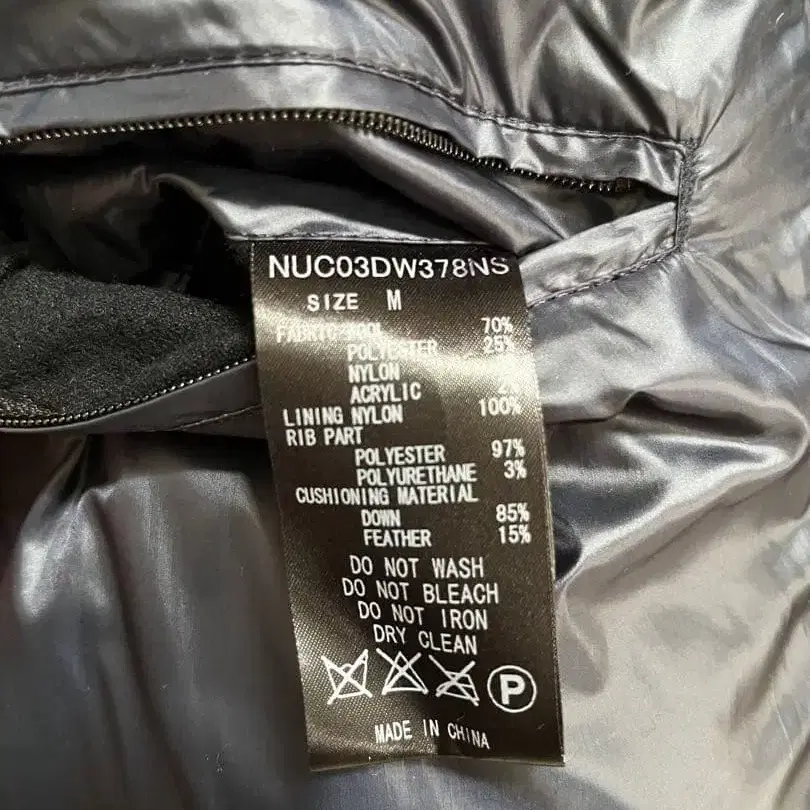 NUC03DW378NS
SIZE M
FABRIC WOOL 70%
POLYESTER 25%
NYLON
ACRYLIC 2%
LINING NYLON 100%
RIB PART
POLYESTER 97%
POLYURETHANE 3%
CUSHIONING MATERIAL
DOWN 85%
FEATHER 15%
DO NOT WASH
DO NOT BLEACH
DO NOT IRON
DRY CLEAN
P
MADE IN CHINA